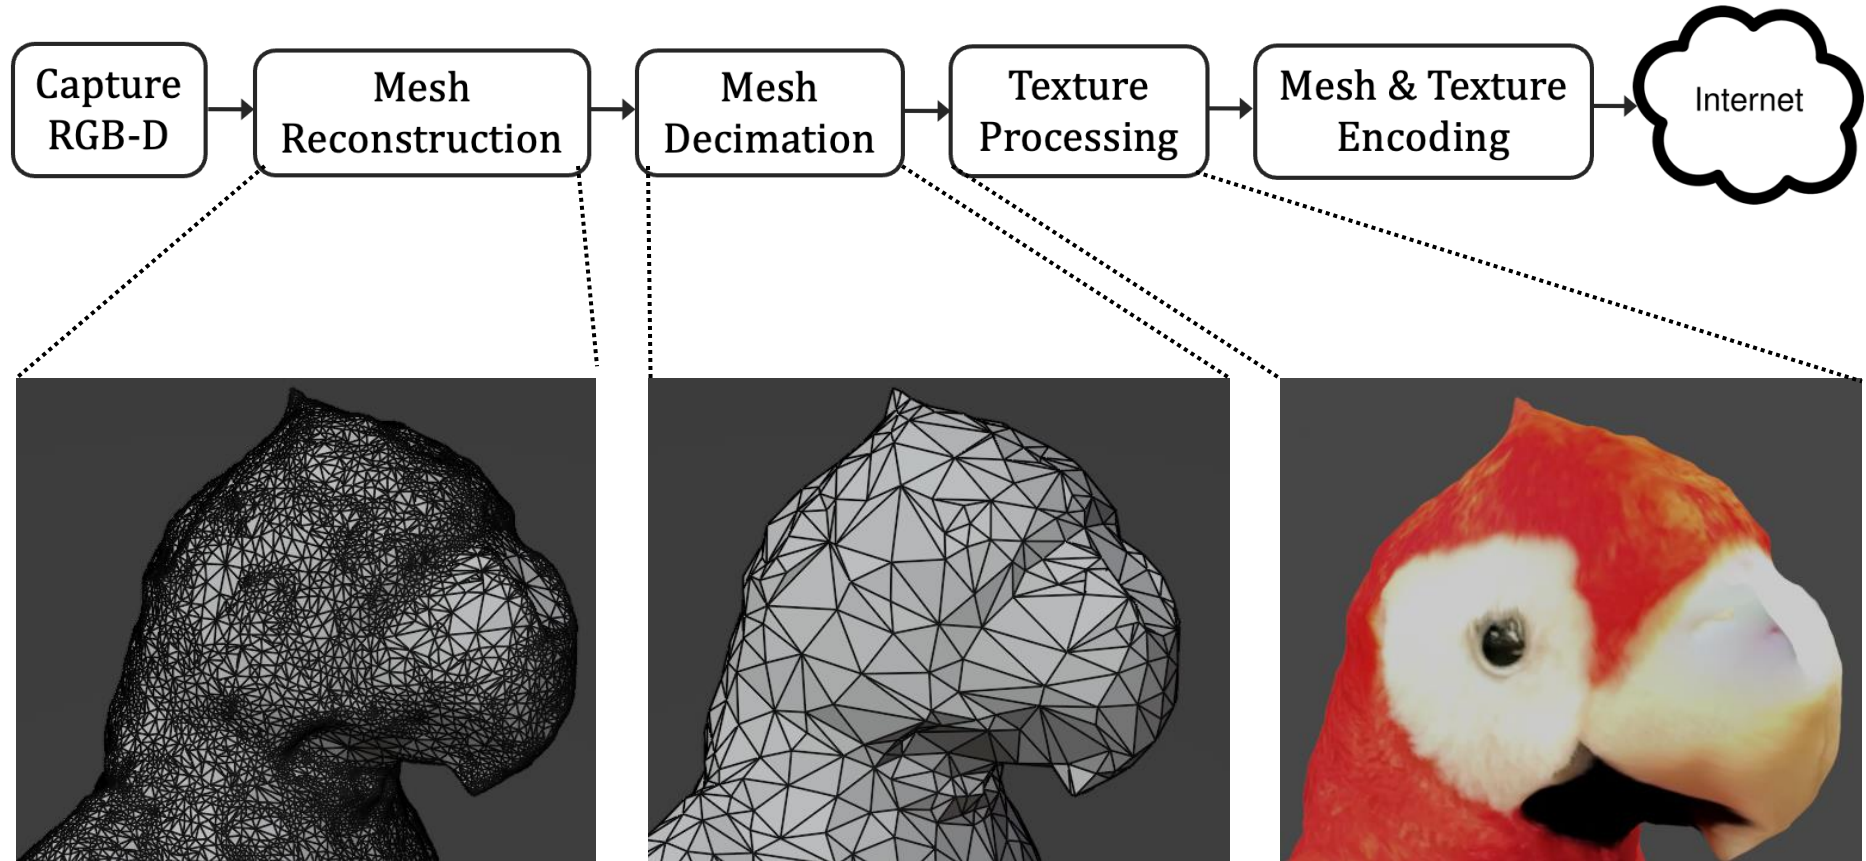 Capture
RGB-D
Mesh
Reconstruction
Mesh
Decimation
Texture
Processing
Mesh & Texture
Encoding
Internet